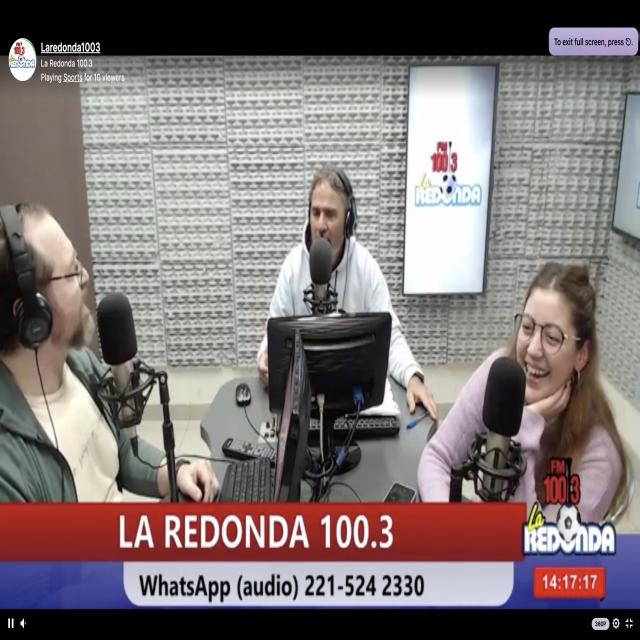 Laredonda1003
La Redonda 100.3
Playing Sports for 10 viewers
To exit full screen, press
FM
100.3
La
REDONDA
FM
100.3
La
REDONDA
LA REDONDA 100.3
WhatsApp (audio) 221-524 2330
14:17:17
360P